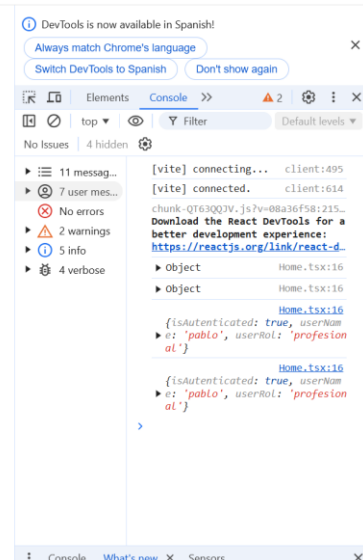 DevTools is now available in Spanish!
Always match Chrome's language
Switch DevTools to Spanish
Don't show again
Elements
Console
2
top
Filter
Default levels
No Issues
4 hidden
11 messag...
7 user mes...
No errors
2 warnings
5 info
4 verbose
[vite] connecting... client:495
[vite] connected. client:614
chunk-QT63QQJV.js?v=08a36f58:215…
Download the React DevTools for a
better development experience:
https://reactjs.org/link/react-d…
Object Home.tsx:16
Object Home.tsx:16
Home.tsx:16
{isAutenticated: true, userNam
e: 'pablo', userRol: 'profesion
al'}
Home.tsx:16
{isAutenticated: true, userNam
e: 'pablo', userRol: 'profesion
al'}
Console
What's new
Sensors